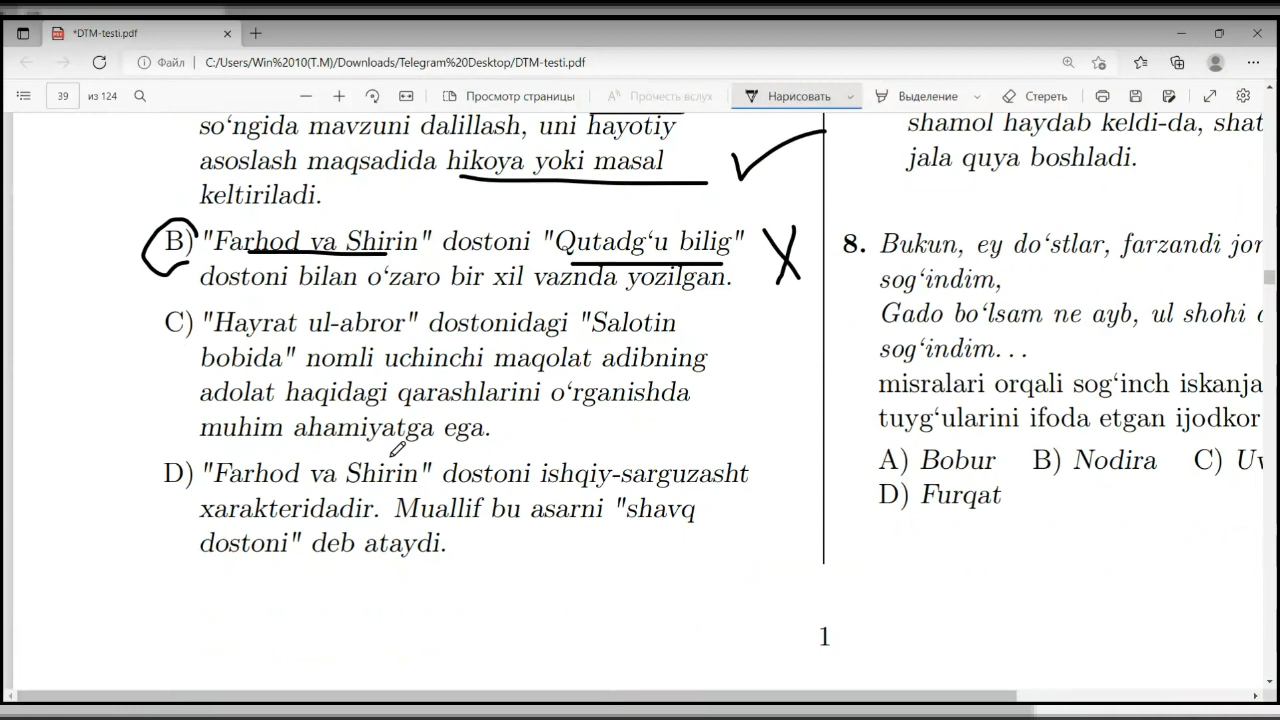 *DTM-testi.pdf
Файл
C:/Users/Win%2010(T.M)/Downloads/Telegram%20Desktop/DTM-testi.pdf
39 из 124
Просмотр страницы
Прочесть вслух
Нарисовать
Выделение
Стереть
so‘ngida mavzuni dalillash, uni hayotiy
asoslash maqsadida hikoya yoki masal
keltiriladi.
B) "Farhod va Shirin" dostoni "Qutadg‘u bilig"
dostoni bilan o‘zaro bir xil vaznda yozilgan.
C) "Hayrat ul-abror" dostonidagi "Salotin
bobida" nomli uchinchi maqolat adibning
adolat haqidagi qarashlarini o‘rganishda
muhim ahamiyatga ega.
D) "Farhod va Shirin" dostoni ishqiy-sarguzasht
xarakteridadir. Muallif bu asarni "shavq
dostoni" deb ataydi.
shamol haydab keldi-da, shat
jala quya boshladi.
8. Bukun, ey do‘stlar, farzandi jor
sog‘indim,
Gado bo‘lsam ne ayb, ul shohi
sog‘indim...
misralari orqali sog‘inch iskanja
tuyg‘ularini ifoda etgan ijodkor
A) Bobur B) Nodira C) Uv
D) Furqat
1